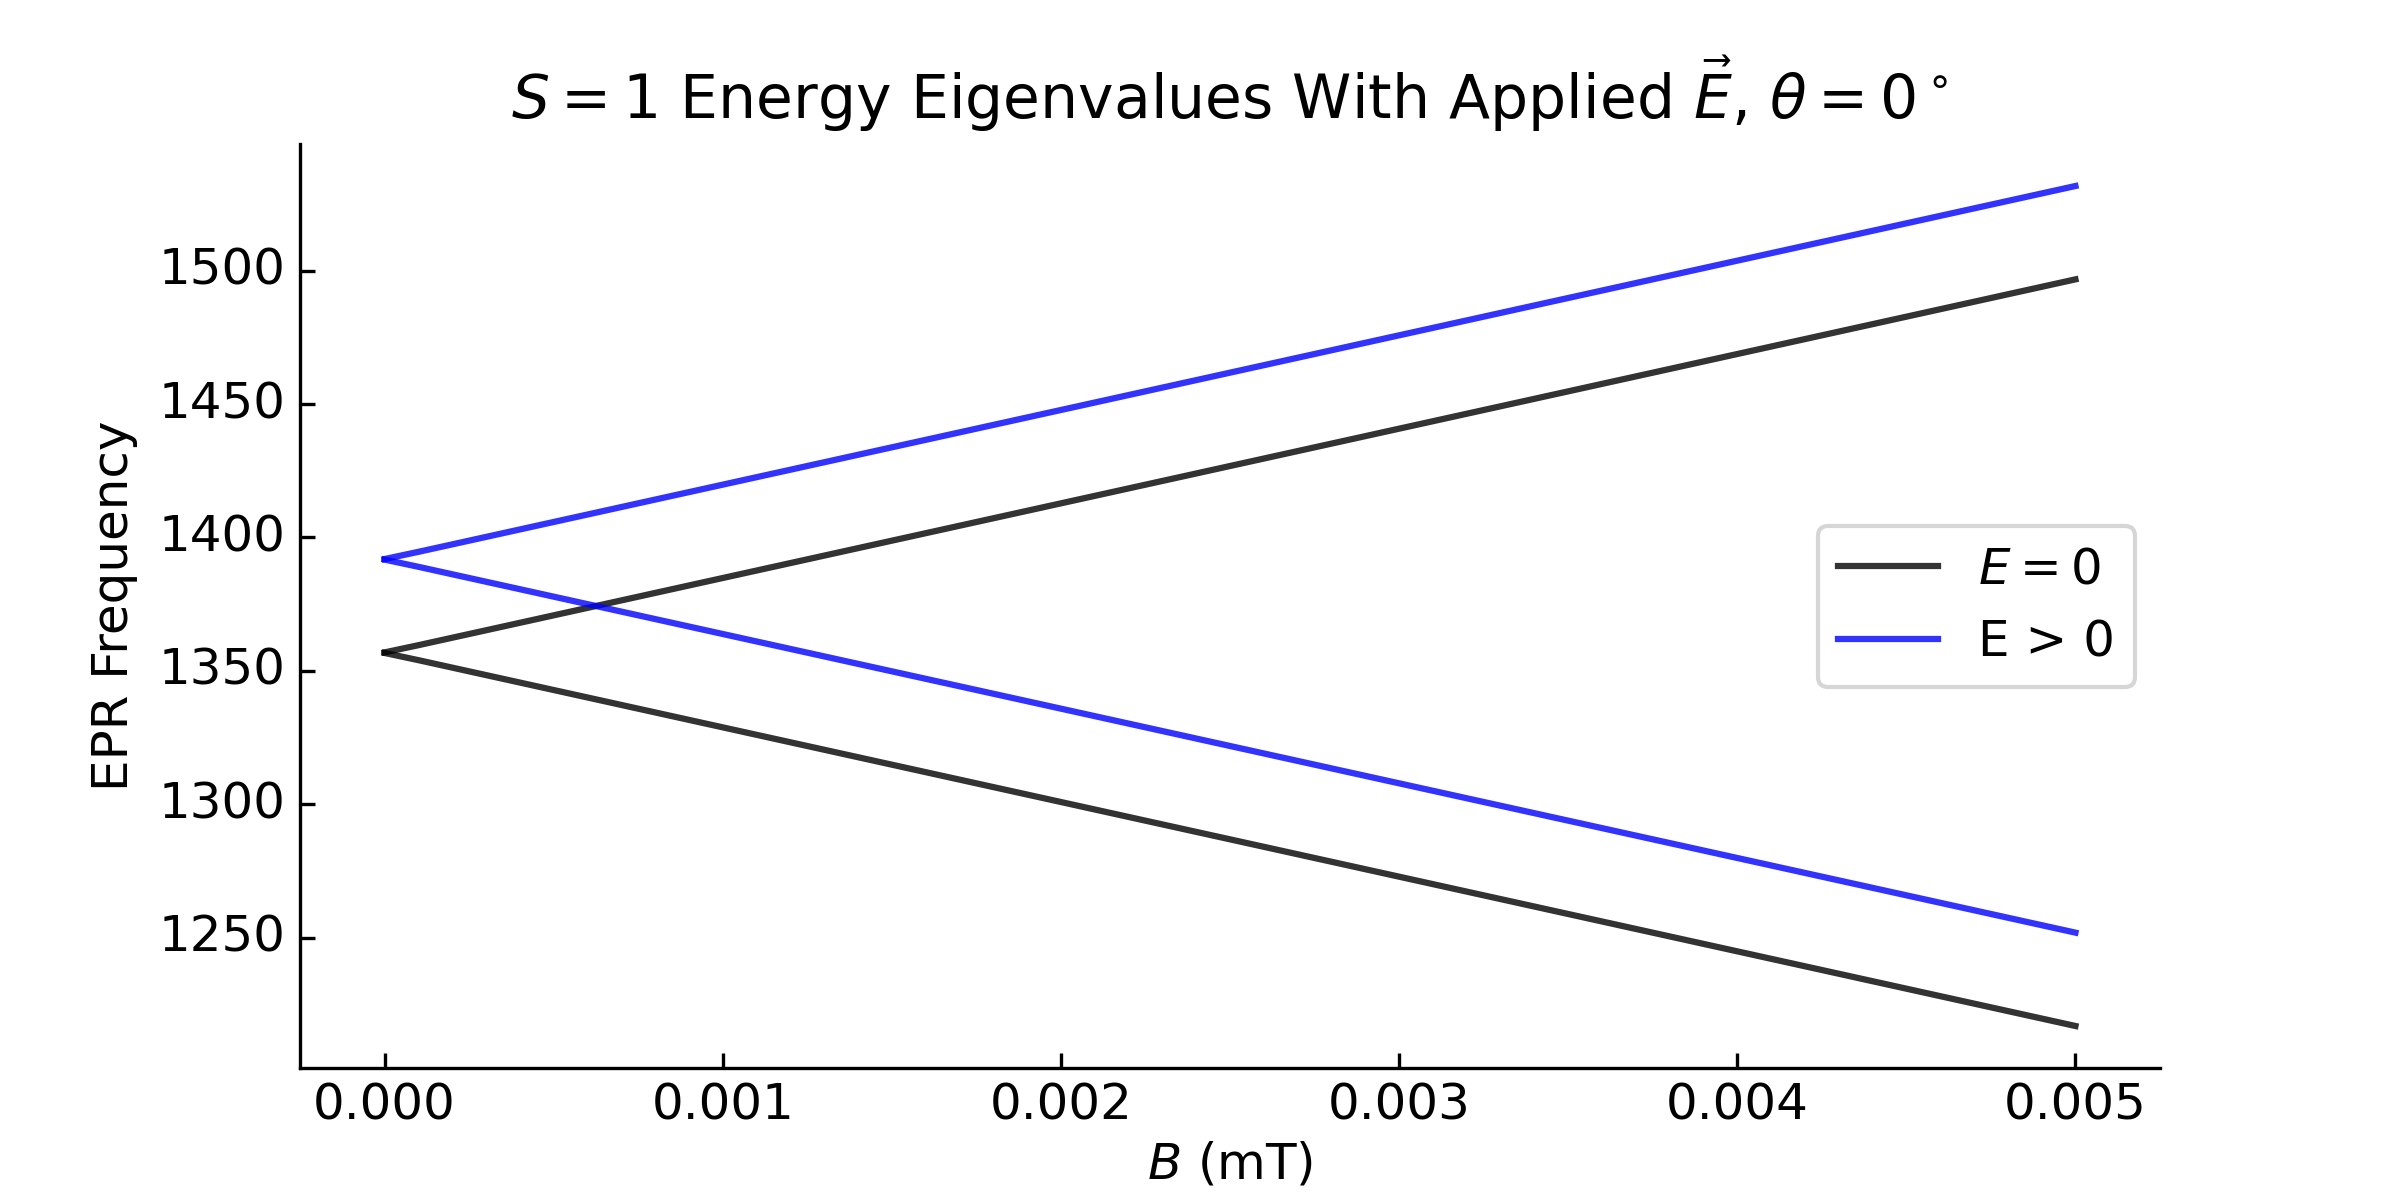 S = 1 Energy Eigenvalues With Applied E⃗, θ = 0°
EPR Frequency
1500
1450
1400
1350
1300
1250
E = 0
E > 0
0.000 0.001 0.002 0.003 0.004 0.005
B (mT)